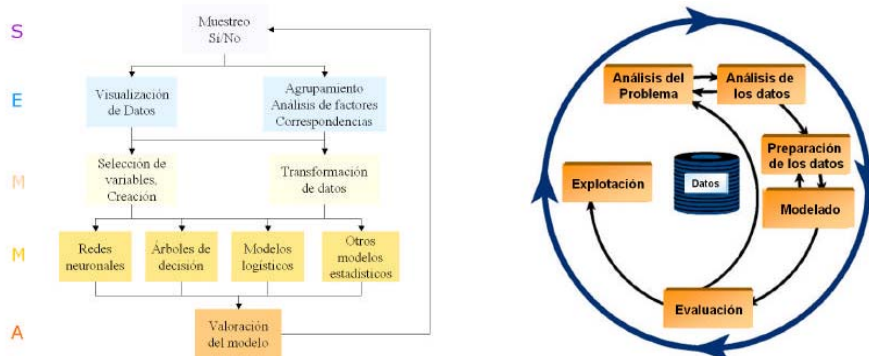 S
Muestreo
Si/No
E
Visualización
de Datos
Agrupamiento
Análisis de factores
Correspondencias
M
Selección de
variables,
Creación
Transformación
de datos
M
Redes
neuronales
Árboles de
decisión
Modelos
logísticos
Otros
modelos
estadísticos
A
Valoración
del modelo
Análisis del
Problema
Análisis de
los datos
Preparación
de los datos
Modelado
Explotación
Datos
Evaluación